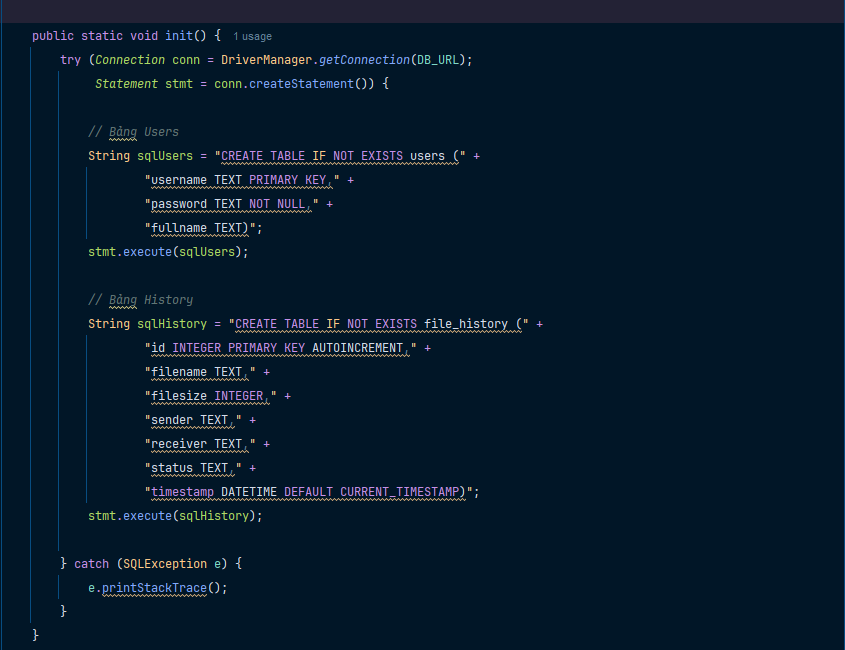 public static void init() {  1 usage
    try (Connection conn = DriverManager.getConnection(DB_URL);
         Statement stmt = conn.createStatement()) {

        // Bảng Users
        String sqlUsers = "CREATE TABLE IF NOT EXISTS users (" +
                "username TEXT PRIMARY KEY," +
                "password TEXT NOT NULL," +
                "fullname TEXT)";
        stmt.execute(sqlUsers);

        // Bảng History
        String sqlHistory = "CREATE TABLE IF NOT EXISTS file_history (" +
                "id INTEGER PRIMARY KEY AUTOINCREMENT," +
                "filename TEXT," +
                "filesize INTEGER," +
                "sender TEXT," +
                "receiver TEXT," +
                "status TEXT," +
                "timestamp DATETIME DEFAULT CURRENT_TIMESTAMP)";
        stmt.execute(sqlHistory);

    } catch (SQLException e) {
        e.printStackTrace();
    }
}